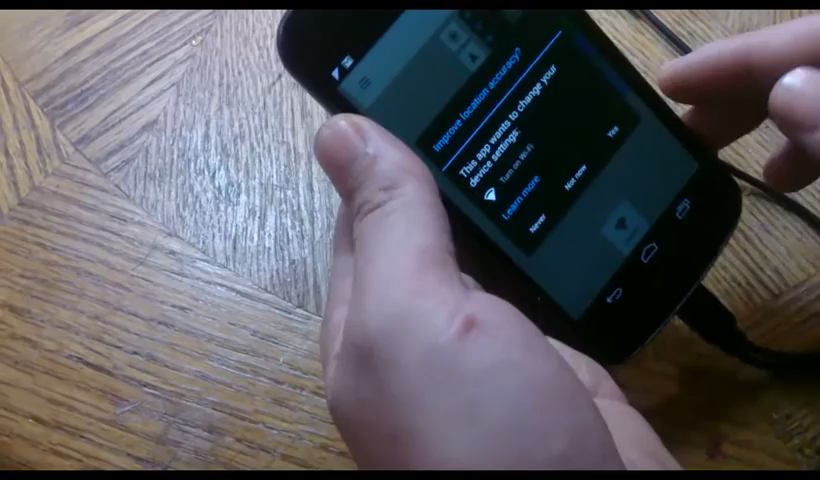 Improve location accuracy?
This app wants to change your
device settings:
Turn on Wi-Fi
Learn more
Never
Not now
Yes